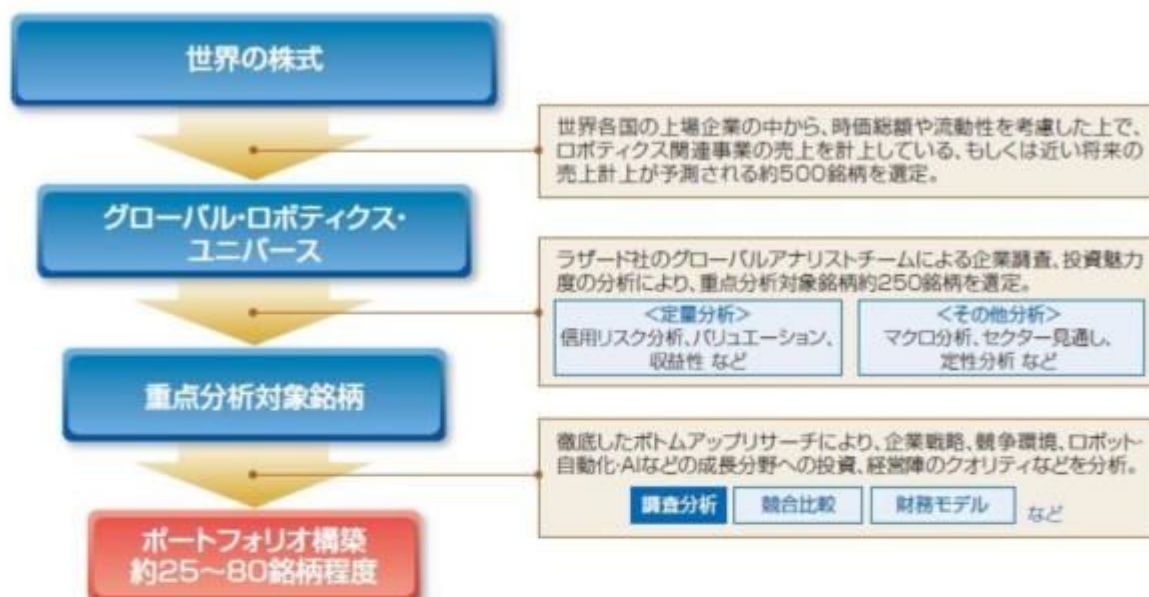 世界の株式
世界各国の上場企業の中から、時価総額や流動性を考慮した上で、
ロボティクス関連事業の売上を計上している、もしくは近い将来の
売上計上が予測される約500銘柄を選定。
グローバル・ロボティクス・
ユニバース
ラザード社のグローバルアナリストチームによる企業調査、投資魅力
度の分析により、重点分析対象銘柄約250銘柄を選定。
<定量分析>
信用リスク分析、バリュエーション、
収益性 など
<その他分析>
マクロ分析、セクター見通し、
定性分析 など
重点分析対象銘柄
徹底したボトムアップリサーチにより、企業戦略、競争環境、ロボット・
自動化・AIなどの成長分野への投資、経営陣のクオリティなどを分析。
調査分析
競合比較
財務モデル
など
ポートフォリオ構築
約25〜80銘柄程度